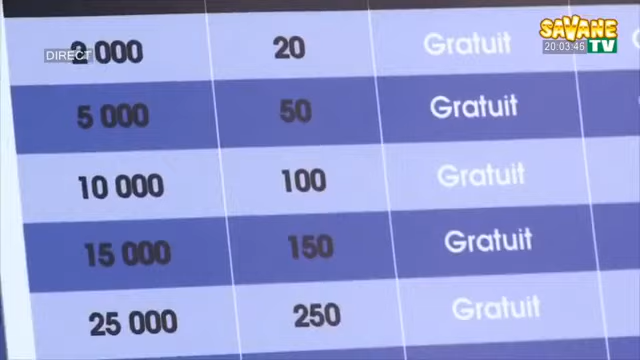 SAVANE
20:03:46 TV
DIRECT
2 000 20 Gratuit
5 000 50 Gratuit
10 000 100 Gratuit
15 000 150 Gratuit
25 000 250 Gratuit